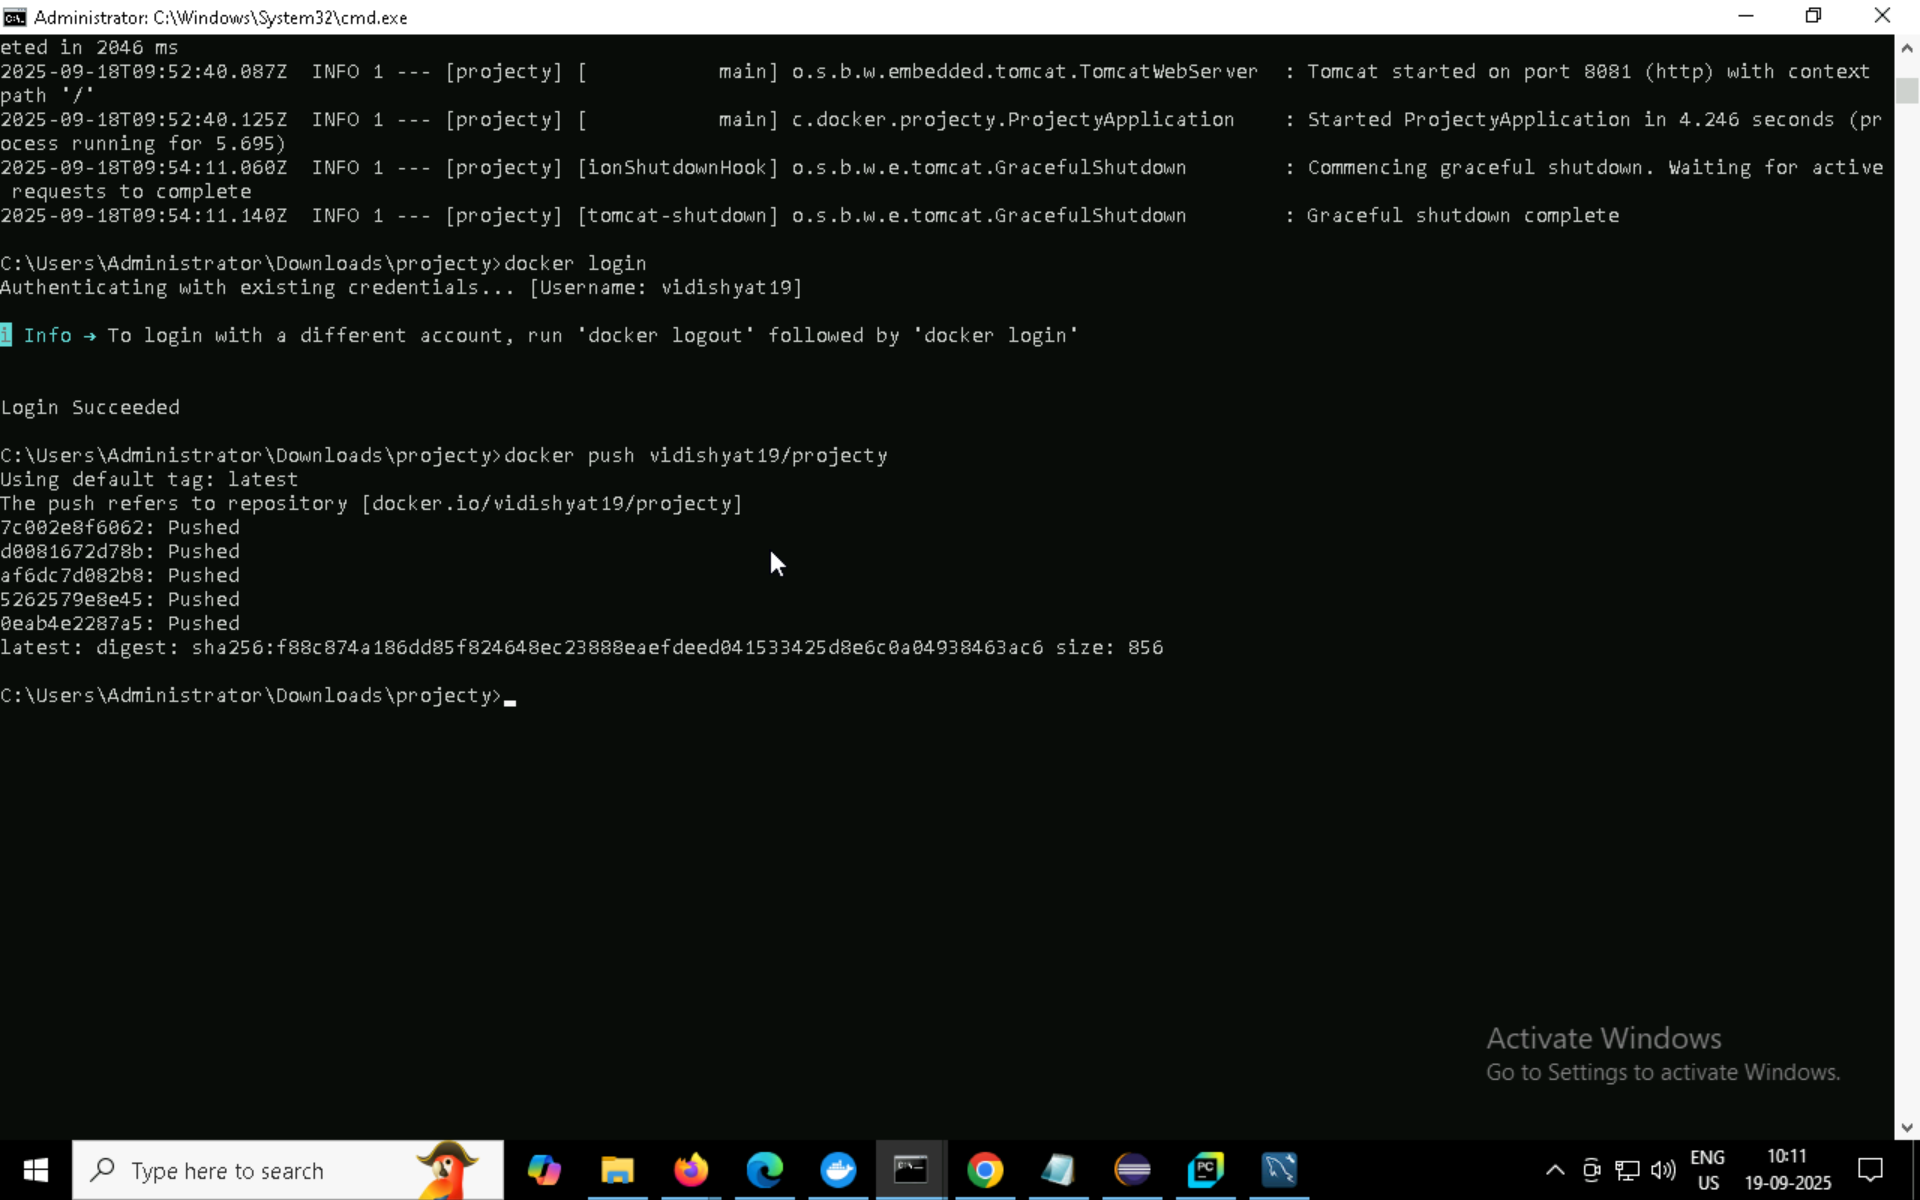 Administrator: C:\Windows\System32\cmd.exe
eted in 2046 ms
2025-09-18T09:52:40.087Z  INFO 1 --- [projecty] [           main] o.s.b.w.embedded.tomcat.TomcatWebServer  : Tomcat started on port 8081 (http) with context
path '/'
2025-09-18T09:52:40.125Z  INFO 1 --- [projecty] [           main] c.docker.projecty.ProjectyApplication    : Started ProjectyApplication in 4.246 seconds (pr
ocess running for 5.695)
2025-09-18T09:54:11.060Z  INFO 1 --- [projecty] [ionShutdownHook] o.s.b.w.e.tomcat.GracefulShutdown        : Commencing graceful shutdown. Waiting for active
 requests to complete
2025-09-18T09:54:11.140Z  INFO 1 --- [projecty] [tomcat-shutdown] o.s.b.w.e.tomcat.GracefulShutdown        : Graceful shutdown complete
C:\Users\Administrator\Downloads\projecty>docker login
Authenticating with existing credentials... [Username: vidishyat19]
i Info → To login with a different account, run 'docker logout' followed by 'docker login'
Login Succeeded
C:\Users\Administrator\Downloads\projecty>docker push vidishyat19/projecty
Using default tag: latest
The push refers to repository [docker.io/vidishyat19/projecty]
7c002e8f6062: Pushed
d0081672d78b: Pushed
af6dc7d082b8: Pushed
5262579e8e45: Pushed
0eab4e2287a5: Pushed
latest: digest: sha256:f88c874a186dd85f824648ec23888eaefdeed041533425d8e6c0a04938463ac6 size: 856
C:\Users\Administrator\Downloads\projecty>
Activate Windows
Go to Settings to activate Windows.
Type here to search
PC
ENG
US
10:11
19-09-2025